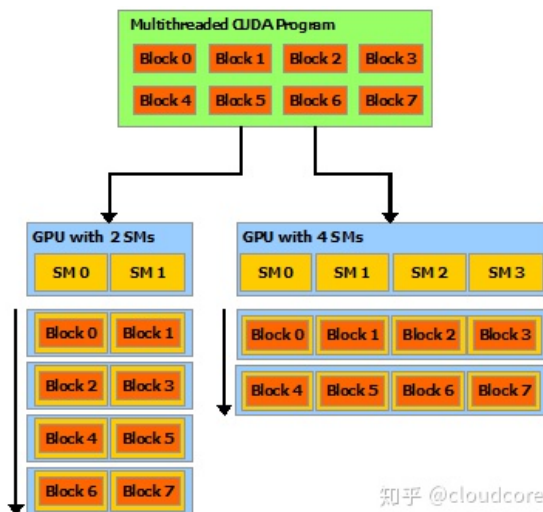 Multithreaded CUDA Program
Block 0 Block 1 Block 2 Block 3
Block 4 Block 5 Block 6 Block 7
GPU with 2 SMs
SM 0 SM 1
Block 0 Block 1
Block 2 Block 3
Block 4 Block 5
Block 6 Block 7
GPU with 4 SMs
SM 0 SM 1 SM 2 SM 3
Block 0 Block 1 Block 2 Block 3
Block 4 Block 5 Block 6 Block 7
知乎 @cloudcore